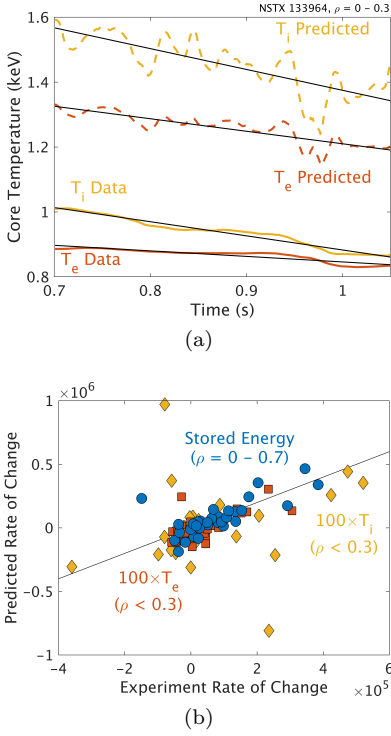 NSTX 133964, ρ = 0 – 0.3
1.6
1.4
1.2
1
0.8
Core Temperature (keV)
Ti Predicted
Te Predicted
Ti Data
Te Data
0.7 0.8 0.9 1
Time (s)
(a)
×10^6
1
0.5
0
−0.5
−1
Predicted Rate of Change
Stored Energy
(ρ = 0 – 0.7)
100×Ti
(ρ < 0.3)
100×Te
(ρ < 0.3)
−4 −2 0 2 4 6
Experiment Rate of Change ×10^5
(b)